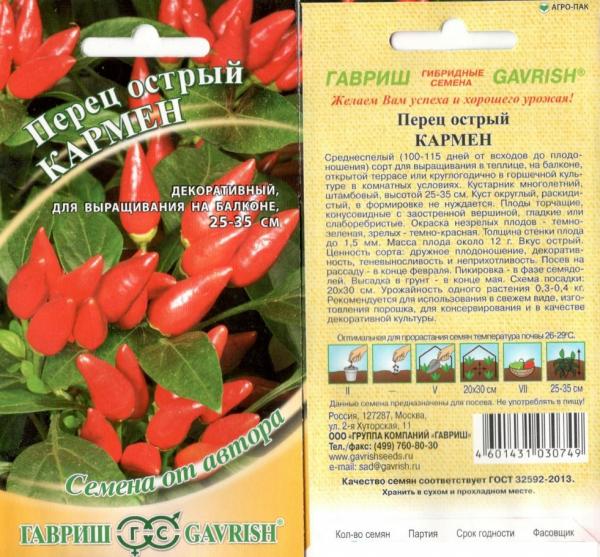 Перец острый
КАРМЕН
ДЕКОРАТИВНЫЙ,
ДЛЯ ВЫРАЩИВАНИЯ НА БАЛКОНЕ,
25-35 СМ
Семена от автора
ГАВРИШ ГС GAVRISH®
АГРО-ПАК
ГАВРИШ ГИБРИДНЫЕ СЕМЕНА GAVRISH®
Желаем Вам успеха и хорошего урожая!
Перец острый
КАРМЕН
Среднеспелый (100-115 дней от всходов до плодо-
ношения) сорт для выращивания в теплице, на балконе,
открытой террасе или круглогодично в горшечной культу-
ре в комнатных условиях. Кустарник многолетний,
штамбовый, высотой 25-35 см. Куст округлый, раскиди-
стый, в формировке не нуждается. Плоды торчащие,
конусовидные с заостренной вершиной, гладкие или
слаборебристые. Окраска незрелых плодов - темно-
зеленая, зрелых - темно-красная. Толщина стенки плода
до 1,5 мм. Масса плода около 12 г. Вкус острый.
Ценность сорта: дружное плодоношение, декоратив-
ность, теневыносливость и неприхотливость. Посев на
рассаду - в конце февраля. Пикировка - в фазе семядо-
лей. Высадка в грунт - в конце мая. Схема посадки:
20х30 см. Урожайность одного растения 0,3-0,4 кг.
Рекомендуется для использования в свежем виде, изго-
товления порошка, для консервирования и в качестве
декоративной культуры.
Оптимальная для прорастания семян температура почвы 26-29°С.
II — V 20х30 см VII 25-35 см
Данные семена предназначены для посева. Не употреблять в пищу!
Россия, 127287, Москва,
ул. 2-я Хуторская, 11
ООО «ГРУППА КОМПАНИЙ «ГАВРИШ»
Тел./факс: (499) 760-80-30
www.gavrishseeds.ru
e-mail: sad@gavrish.ru
4 601431 030749
Качество семян соответствует ГОСТ 32592-2013.
Хранить в сухом и прохладном месте.
Кол-во семян Партия Срок годности Фасовщик